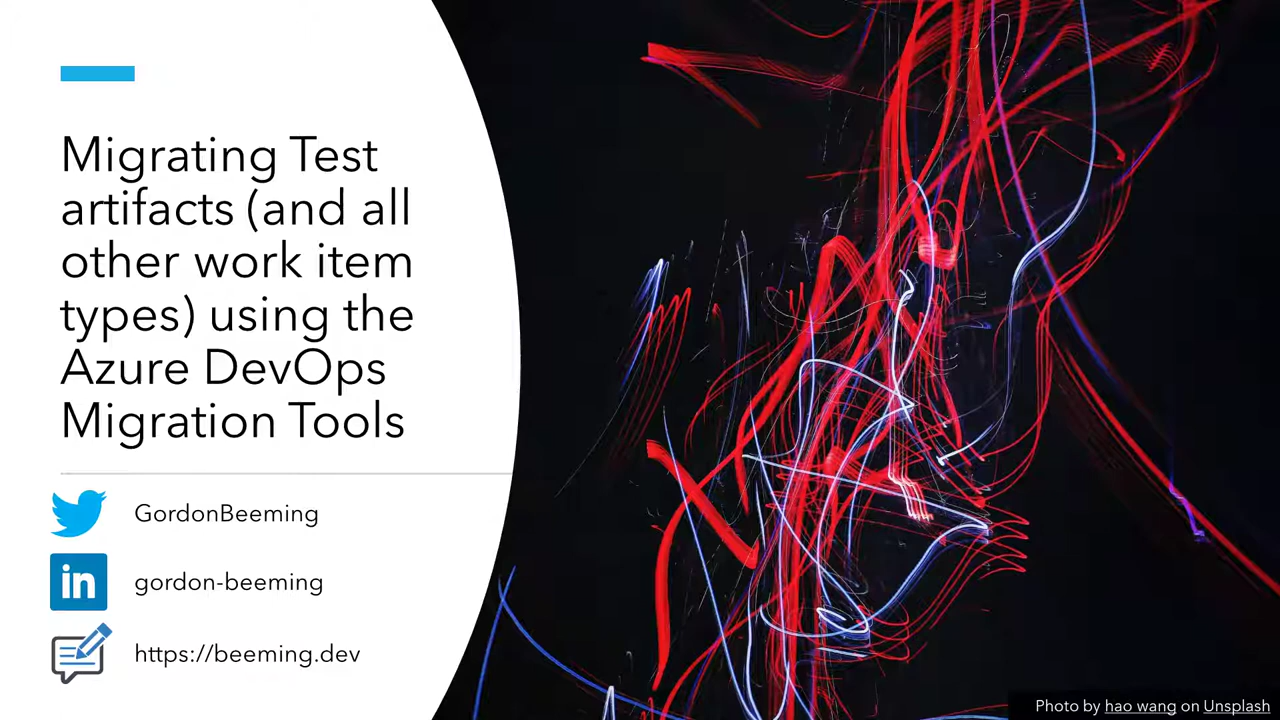 Migrating Test
artifacts (and all
other work item
types) using the
Azure DevOps
Migration Tools
GordonBeeming
in
gordon-beeming
https://beeming.dev
Photo by hao wang on Unsplash